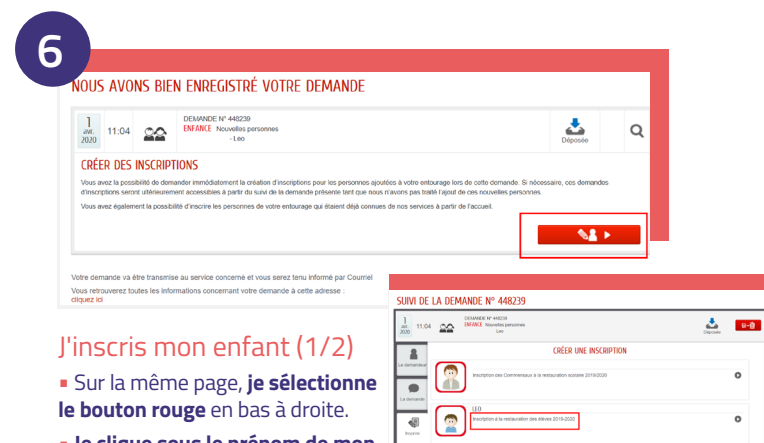 6
NOUS AVONS BIEN ENREGISTRÉ VOTRE DEMANDE
1
avr.
2020
11:04
DEMANDE N° 448239
ENFANCE Nouvelles personnes
- Leo
Déposée
CRÉER DES INSCRIPTIONS
Vous avez la possibilité de demander immédiatement la création d'inscriptions pour les personnes ajoutées à votre entourage lors de cette demande. Si nécessaire, ces demandes
d'inscriptions seront ultérieurement accessibles à partir du suivi de la demande présente tant que nous n'avons pas traité l'ajout de ces nouvelles personnes.
Vous avez également la possibilité d'inscrire les personnes de votre entourage qui étaient déjà connues de nos services à partir de l'accueil.
Votre demande va être transmise au service concerné et vous serez tenu informé par Courriel
Vous retrouverez toutes les informations concernant votre demande à cette adresse :
cliquez ici
SUIVI DE LA DEMANDE N° 448239
1
avr.
2020
11:04
DEMANDE N° 448239
ENFANCE Nouvelles personnes
Leo
Déposée
CRÉER UNE INSCRIPTION
Le demandeur
Inscription des Commensaux à la restauration scolaire 2019/2020
La demande
LEO
Inscription à la restauration des élèves 2019-2020
J'inscris mon enfant (1/2)
▪ Sur la même page, je sélectionne
le bouton rouge en bas à droite.
▪ Je clique sous le prénom de mon